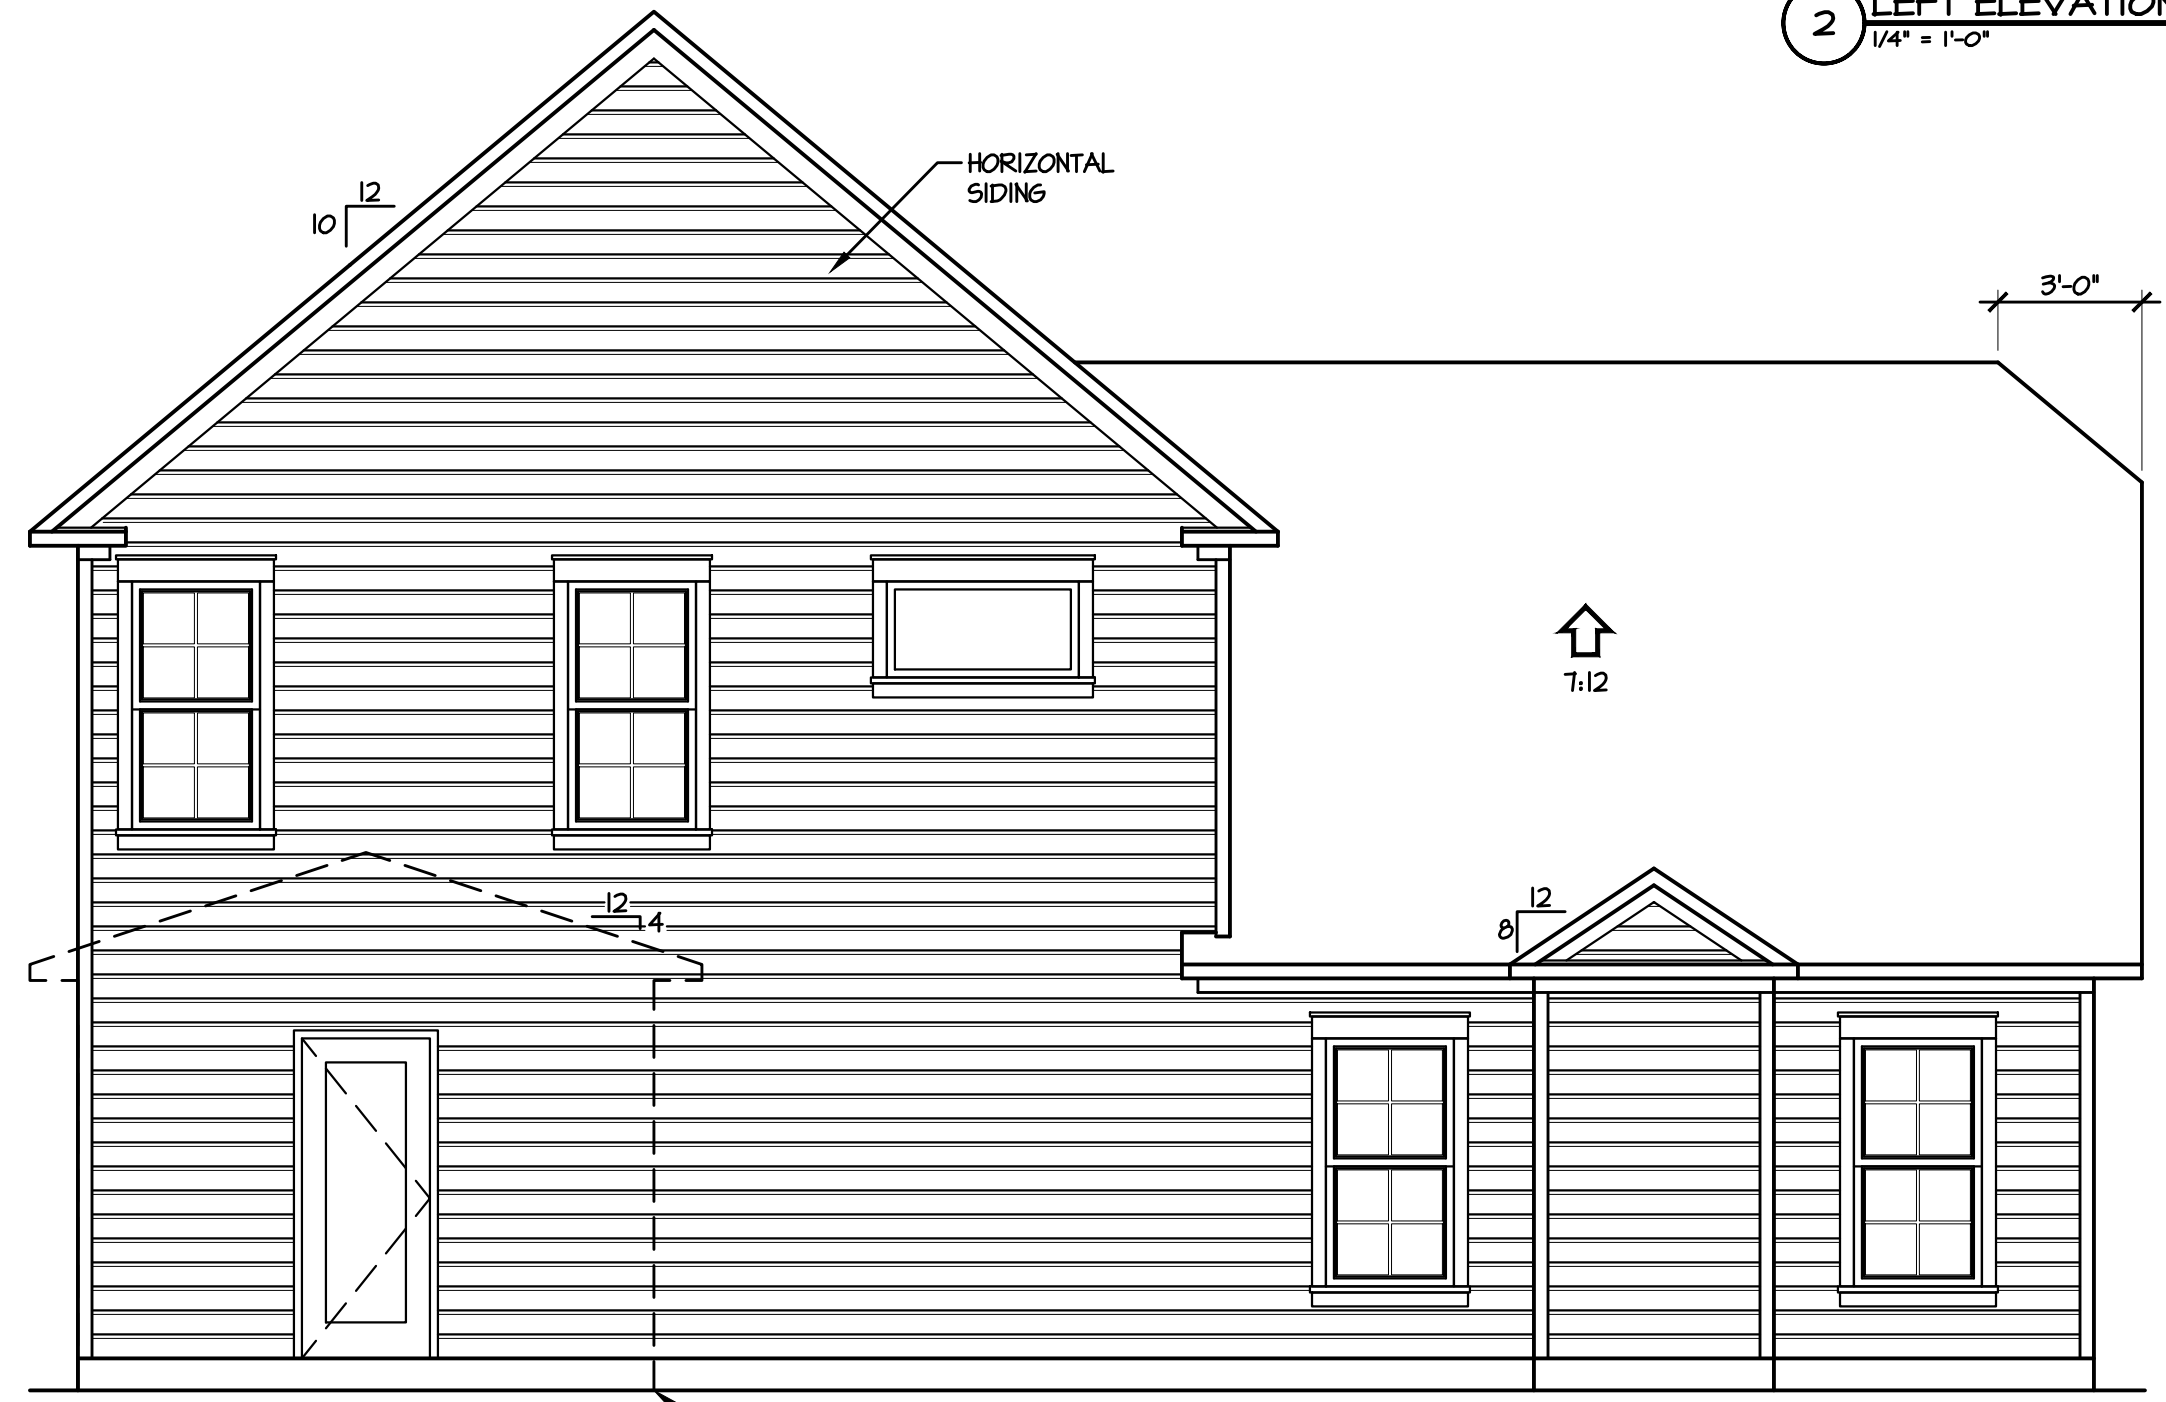 2 LEFT ELEVATION
1/4" = 1'-0"
HORIZONTAL
SIDING
12
10
3'-0"
7:12
12
4
12
8